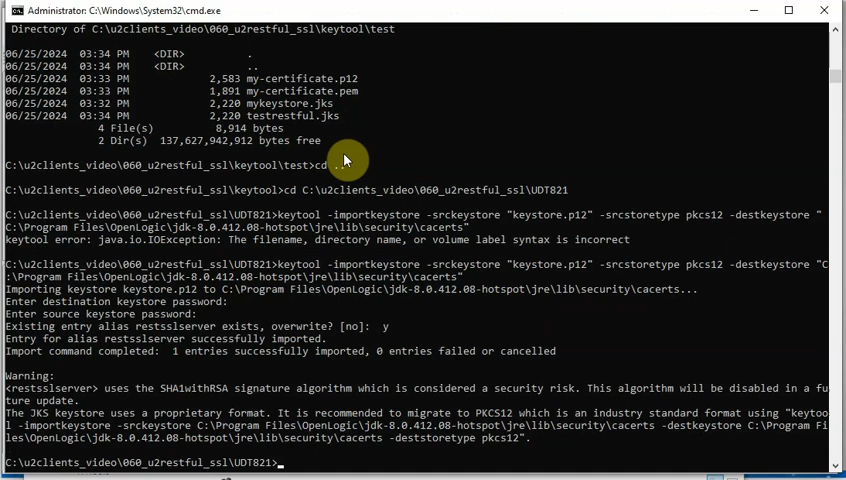 Administrator: C:\Windows\System32\cmd.exe
Directory of C:\u2clients_video\060_u2restful_ssl\keytool\test
06/25/2024  03:34 PM    <DIR>          .
06/25/2024  03:34 PM    <DIR>          ..
06/25/2024  03:33 PM             2,583 my-certificate.p12
06/25/2024  03:33 PM             1,891 my-certificate.pem
06/25/2024  03:32 PM             2,220 mykeystore.jks
06/25/2024  03:34 PM             2,220 testrestful.jks
4 File(s)          8,914 bytes
2 Dir(s)  137,627,942,912 bytes free
C:\u2clients_video\060_u2restful_ssl\keytool\test>cd ..
C:\u2clients_video\060_u2restful_ssl\keytool>cd C:\u2clients_video\060_u2restful_ssl\UDT821
C:\u2clients_video\060_u2restful_ssl\UDT821>keytool -importkeystore -srckeystore "keystore.p12" -srcstoretype pkcs12 -destkeystore "
C:\Program Files\OpenLogic\jdk-8.0.412.08-hotspot\jre\lib\security\cacerts"
keytool error: java.io.IOException: The filename, directory name, or volume label syntax is incorrect
C:\u2clients_video\060_u2restful_ssl\UDT821>keytool -importkeystore -srckeystore "keystore.p12" -srcstoretype pkcs12 -destkeystore "C
:\Program Files\OpenLogic\jdk-8.0.412.08-hotspot\jre\lib\security\cacerts"
Importing keystore keystore.p12 to C:\Program Files\OpenLogic\jdk-8.0.412.08-hotspot\jre\lib\security\cacerts...
Enter destination keystore password:
Enter source keystore password:
Existing entry alias restsslserver exists, overwrite? [no]:  y
Entry for alias restsslserver successfully imported.
Import command completed:  1 entries successfully imported, 0 entries failed or cancelled
Warning:
<restsslserver> uses the SHA1withRSA signature algorithm which is considered a security risk. This algorithm will be disabled in a fu
ture update.
The JKS keystore uses a proprietary format. It is recommended to migrate to PKCS12 which is an industry standard format using "keytoo
l -importkeystore -srckeystore C:\Program Files\OpenLogic\jdk-8.0.412.08-hotspot\jre\lib\security\cacerts -destkeystore C:\Program Fi
les\OpenLogic\jdk-8.0.412.08-hotspot\jre\lib\security\cacerts -deststoretype pkcs12".
C:\u2clients_video\060_u2restful_ssl\UDT821>